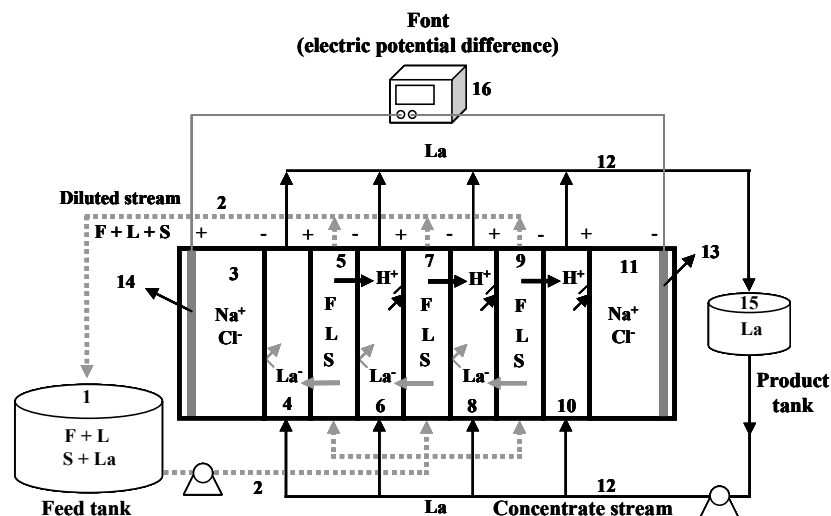 Font
(electric potential difference)
16
La
12
Diluted stream
2
F + L + S
+ - + - + - + - + -
3
5
7
9
11
13
14
H⁺
H⁺
H⁺
Na⁺
Cl⁻
F
L
S
F
L
S
F
L
S
Na⁺
Cl⁻
15
La
La⁻
La⁻
La⁻
4
6
8
10
Product
tank
1
F + L
S + La
Feed tank
2
La
12
Concentrate stream